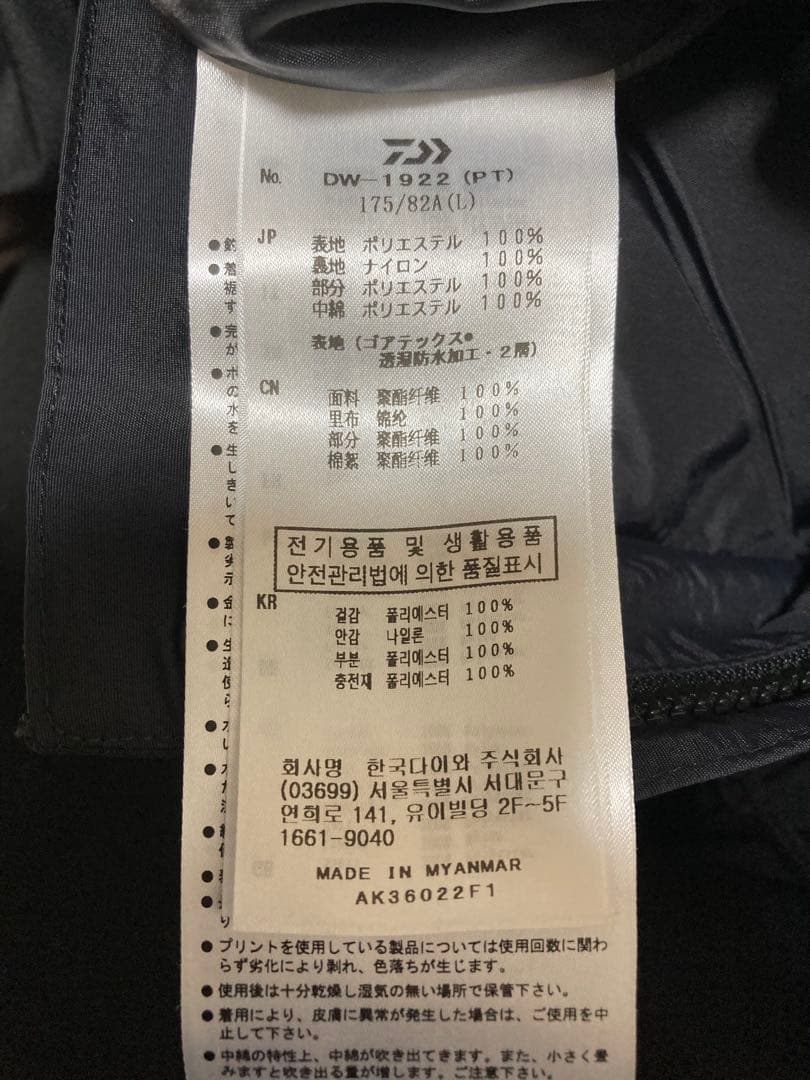 No. DW-1922 (PT)
175/82A(L)
JP 表地 ポリエステル 100%
裏地 ナイロン 100%
部分 ポリエステル 100%
中綿 ポリエステル 100%
表地 (ゴアテックス®
透湿防水加工・2層)
CN 面料 聚酯纤维 100%
里布 锦纶 100%
部分 聚酯纤维 100%
棉絮 聚酯纤维 100%
전기용품 및 생활용품
안전관리법에 의한 품질표시
KR 겉감 폴리에스터 100%
안감 나일론 100%
부분 폴리에스터 100%
충전재 폴리에스터 100%
회사명 한국다이와 주식회사
(03699) 서울특별시 서대문구
연희로 141, 유이빌딩 2F~5F
1661-9040
MADE IN MYANMAR
AK36022F1
●プリントを使用している製品については使用回数に関わ
らず劣化により剥れ、色落ちが生じます。
●使用後は十分乾燥し湿気の無い場所で保管下さい。
●着用により、皮膚に異常が発生した場合は、ご使用を中
止して下さい。
●中綿の特性上、中綿が吹き出てきます。また、小さく畳
みますと吹き出る量が増します。ご注意下さい。